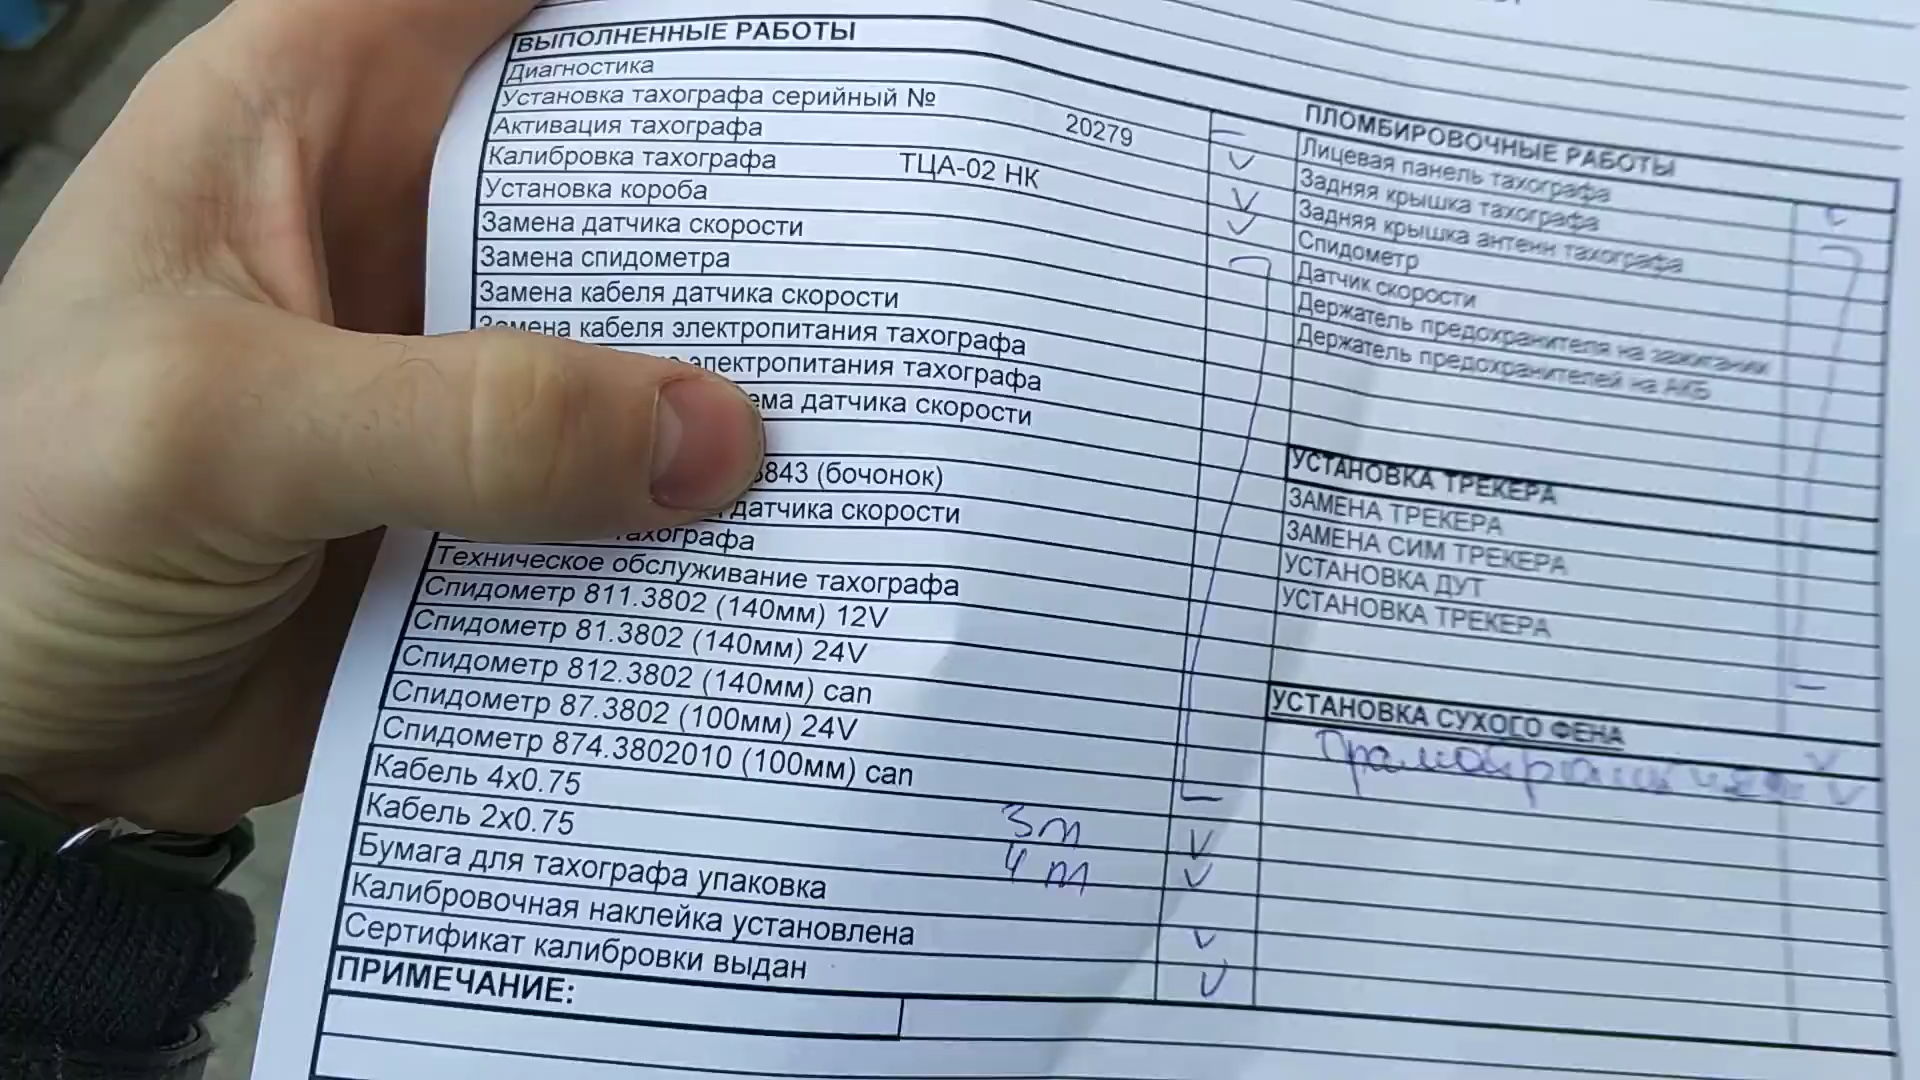 ВЫПОЛНЕННЫЕ РАБОТЫ
Диагностика
Установка тахографа серийный № 20279
Активация тахографа
Калибровка тахографа ТЦА-02 НК
Установка короба
Замена датчика скорости
Замена спидометра
Замена кабеля датчика скорости
Замена кабеля электропитания тахографа
электропитания тахографа
датчика скорости
843 (бочонок)
датчика скорости
тахографа
Техническое обслуживание тахографа
Спидометр 811.3802 (140мм) 12V
Спидометр 81.3802 (140мм) 24V
Спидометр 812.3802 (140мм) can
Спидометр 87.3802 (100мм) 24V
Спидометр 874.3802010 (100мм) can
Кабель 4х0.75 3m
Кабель 2х0.75 4m
Бумага для тахографа упаковка
Калибровочная наклейка установлена
Сертификат калибровки выдан
ПРИМЕЧАНИЕ:
ПЛОМБИРОВОЧНЫЕ РАБОТЫ
Лицевая панель тахографа
Задняя крышка тахографа
Задняя крышка антенн тахографа
Спидометр
Датчик скорости
Держатель предохранителя на зажигании
Держатель предохранителей на АКБ
УСТАНОВКА ТРЕКЕРА
ЗАМЕНА ТРЕКЕРА
ЗАМЕНА СИМ ТРЕКЕРА
УСТАНОВКА ДУТ
УСТАНОВКА ТРЕКЕРА
УСТАНОВКА СУХОГО ФЕНА